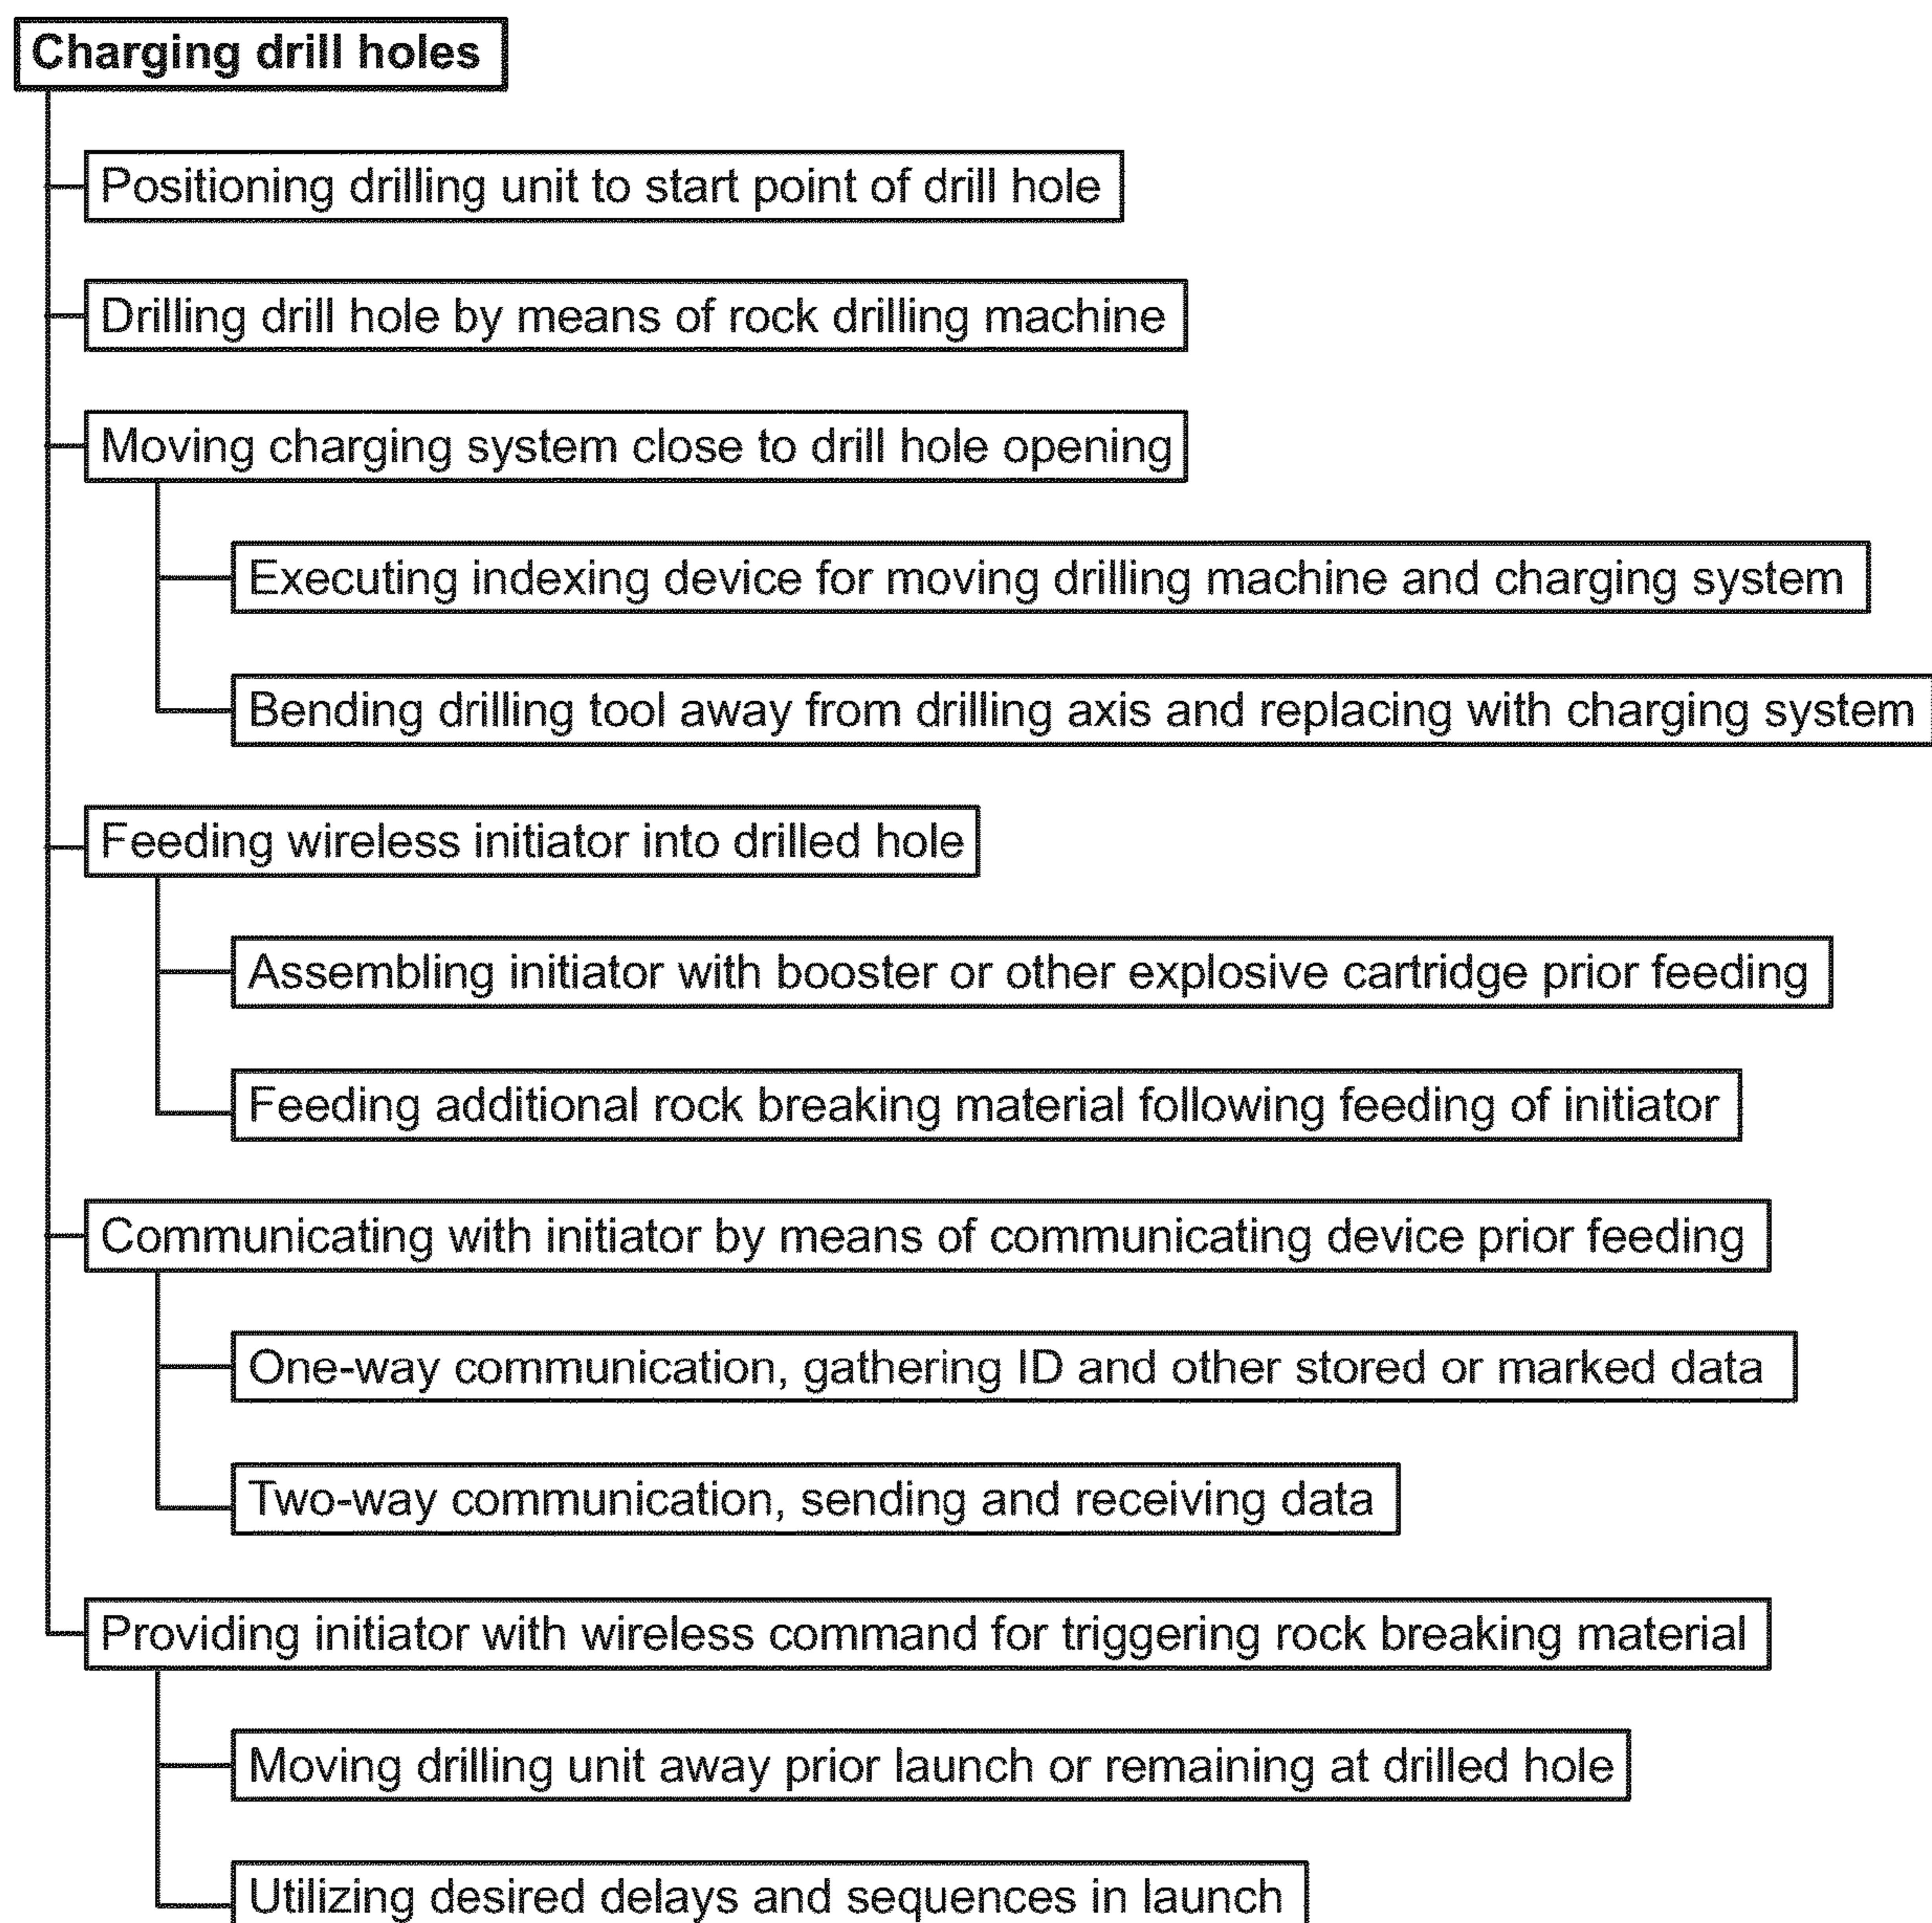 Charging drill holes
Positioning drilling unit to start point of drill hole
Drilling drill hole by means of rock drilling machine
Moving charging system close to drill hole opening
Executing indexing device for moving drilling machine and charging system
Bending drilling tool away from drilling axis and replacing with charging system
Feeding wireless initiator into drilled hole
Assembling initiator with booster or other explosive cartridge prior feeding
Feeding additional rock breaking material following feeding of initiator
Communicating with initiator by means of communicating device prior feeding
One-way communication, gathering ID and other stored or marked data
Two-way communication, sending and receiving data
Providing initiator with wireless command for triggering rock breaking material
Moving drilling unit away prior launch or remaining at drilled hole
Utilizing desired delays and sequences in launch